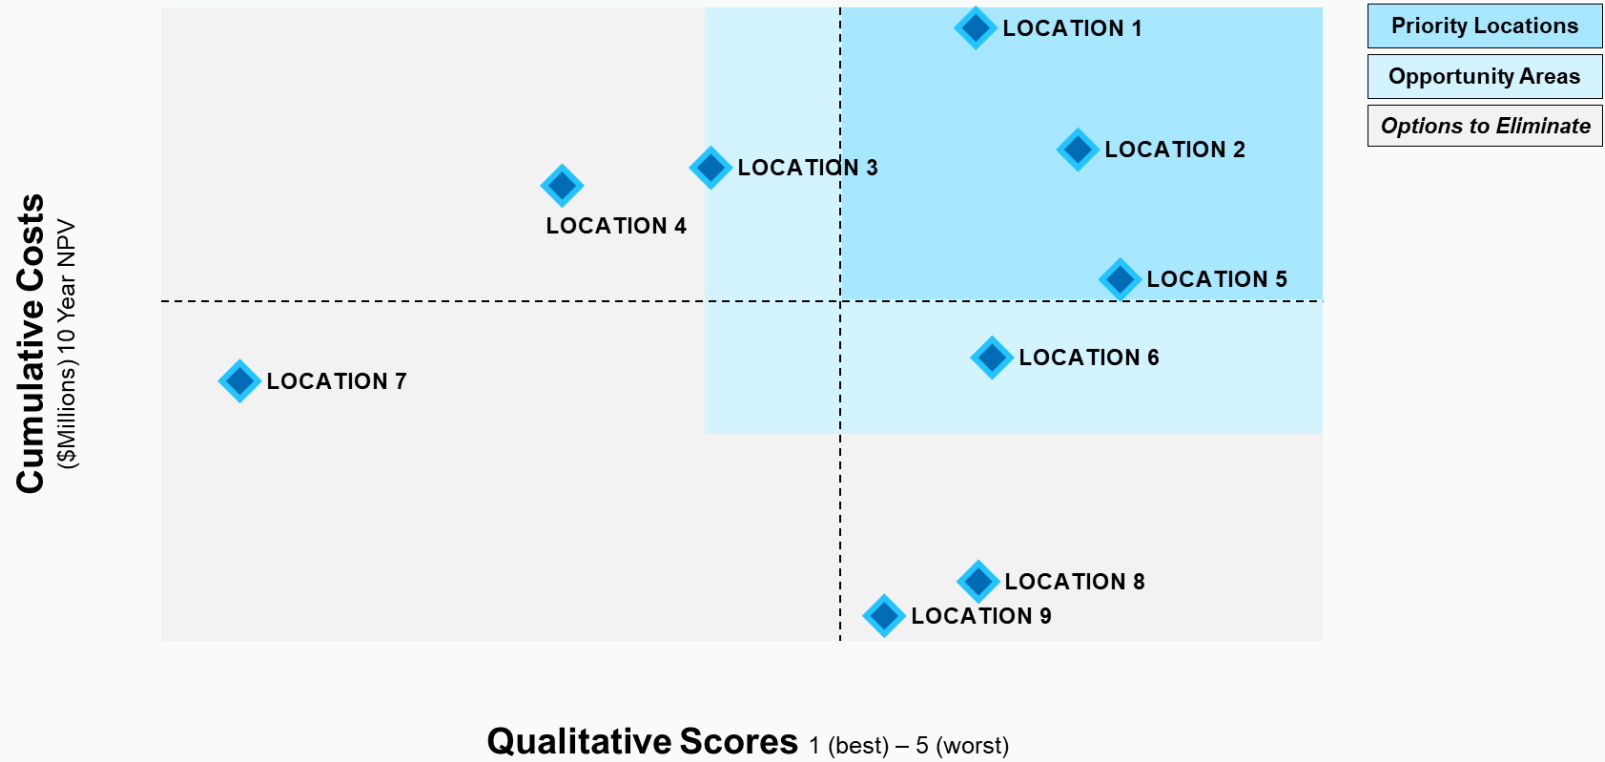 LOCATION 1
LOCATION 2
LOCATION 3
LOCATION 4
LOCATION 5
LOCATION 6
LOCATION 7
LOCATION 8
LOCATION 9
Priority Locations
Opportunity Areas
Options to Eliminate
Cumulative Costs
($Millions) 10 Year NPV
Qualitative Scores 1 (best) – 5 (worst)